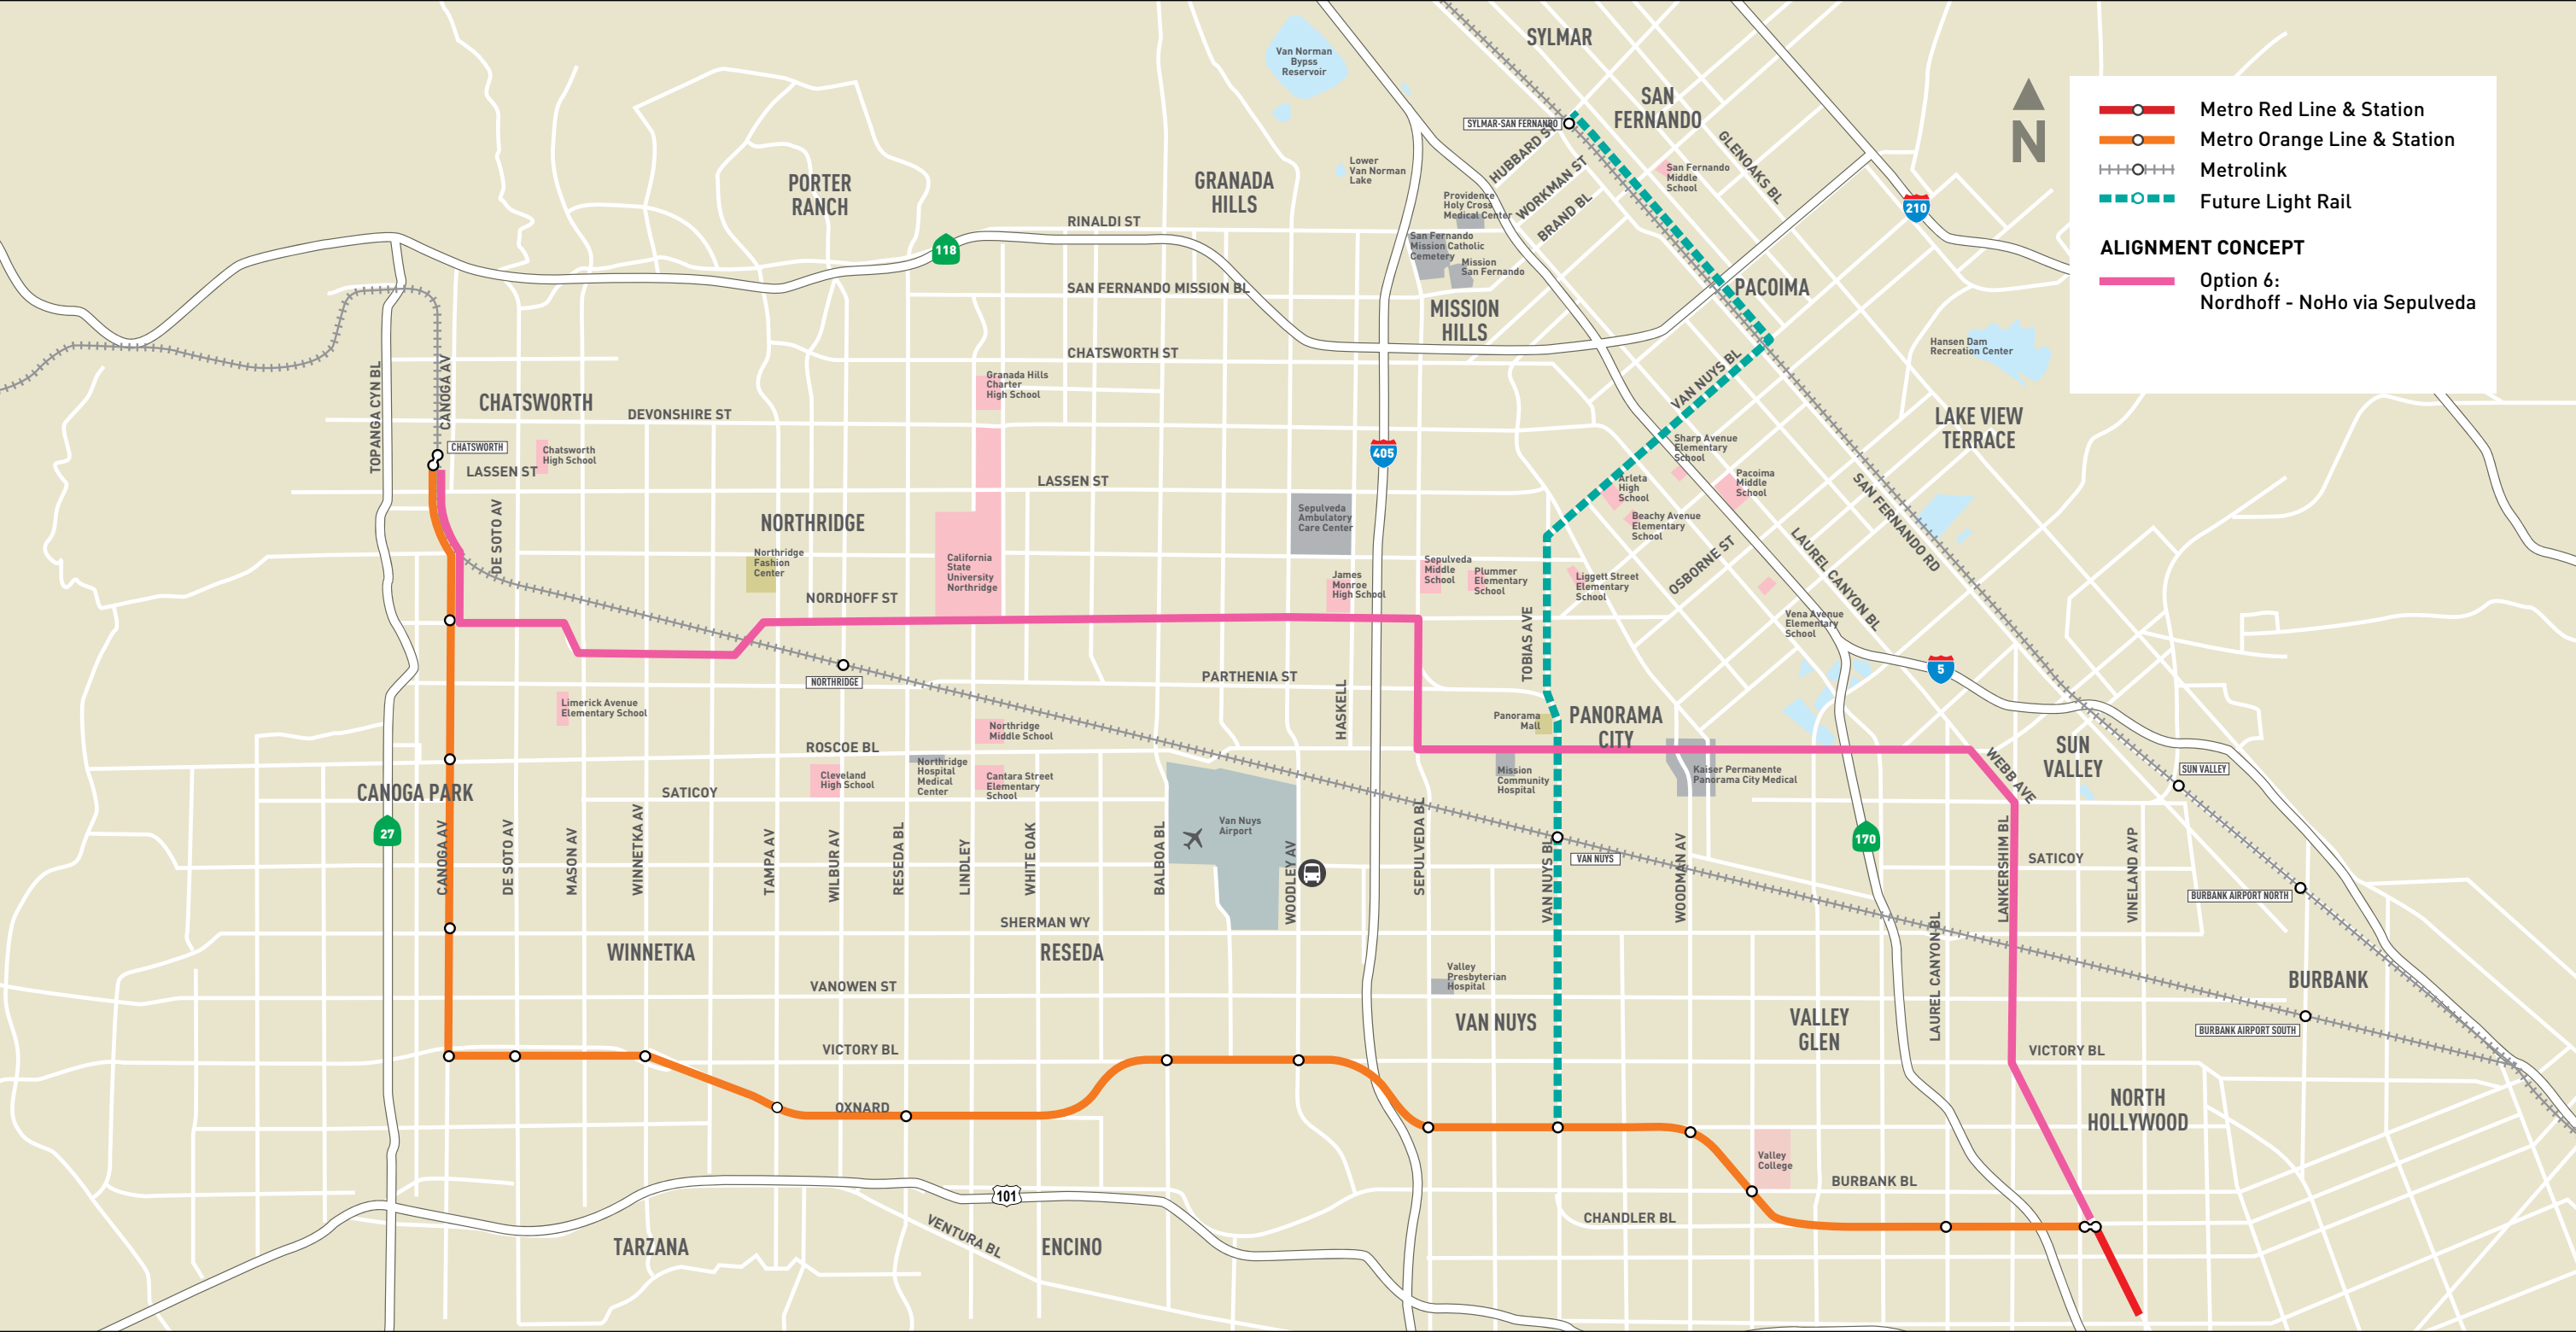 SYLMAR
Van Norman
Bypss
Reservoir
SAN
FERNANDO
SYLMAR-SAN FERNANDO
HUBBARD ST
WORKMAN ST
BRAND BL
GLENOAKS BL
San Fernando
Middle
School
N
Metro Red Line & Station
Metro Orange Line & Station
Metrolink
Future Light Rail
ALIGNMENT CONCEPT
Option 6:
Nordhoff - NoHo via Sepulveda
210
PORTER
RANCH
GRANADA
HILLS
Lower
Van Norman
Lake
Providence
Holy Cross
Medical Center
San Fernando
Mission Catholic
Cemetery
Mission
San Fernando
RINALDI ST
118
SAN FERNANDO MISSION BL
MISSION
HILLS
PACOIMA
Hansen Dam
Recreation Center
CHATSWORTH ST
VAN NUYS BL
TOPANGA CYN BL
CANOGA AV
CHATSWORTH
Granada Hills
Charter
High School
DEVONSHIRE ST
LAKE VIEW
TERRACE
CHATSWORTH
Chatsworth
High School
LASSEN ST
LASSEN ST
405
Sharp Avenue
Elementary
School
Arleta
High
School
Pacoima
Middle
School
Beachy Avenue
Elementary
School
SAN FERNANDO RD
LAUREL CANYON BL
OSBORNE ST
DE SOTO AV
NORTHRIDGE
Northridge
Fashion
Center
California
State
University
Northridge
Sepulveda
Ambulatory
Care Center
James
Monroe
High School
Sepulveda
Middle
School
Plummer
Elementary
School
Liggett Street
Elementary
School
Vena Avenue
Elementary
School
NORDHOFF ST
TOBIAS AVE
5
PARTHENIA ST
NORTHRIDGE
HASKELL
Limerick Avenue
Elementary School
Northridge
Middle School
Panorama
Mall
PANORAMA
CITY
ROSCOE BL
Cleveland
High School
Northridge
Hospital
Medical
Center
Cantara Street
Elementary
School
Mission
Community
Hospital
Kaiser Permanente
Panorama City Medical
WEBB AVE
SUN
VALLEY
SUN VALLEY
CANOGA PARK
SATICOY
27
Van Nuys
Airport
VAN NUYS
170
SATICOY
CANOGA AV
DE SOTO AV
MASON AV
WINNETKA AV
TAMPA AV
WILBUR AV
RESEDA BL
LINDLEY
WHITE OAK
BALBOA BL
WOODLEY AV
SEPULVEDA BL
VAN NUYS BL
WOODMAN AV
LAUREL CANYON BL
LANKERSHIM BL
VINELAND AVP
BURBANK AIRPORT NORTH
SHERMAN WY
WINNETKA
RESEDA
Valley
Presbyterian
Hospital
BURBANK
VANOWEN ST
VAN NUYS
VALLEY
GLEN
BURBANK AIRPORT SOUTH
VICTORY BL
VICTORY BL
OXNARD
NORTH
HOLLYWOOD
Valley
College
BURBANK BL
101
CHANDLER BL
VENTURA BL
TARZANA
ENCINO